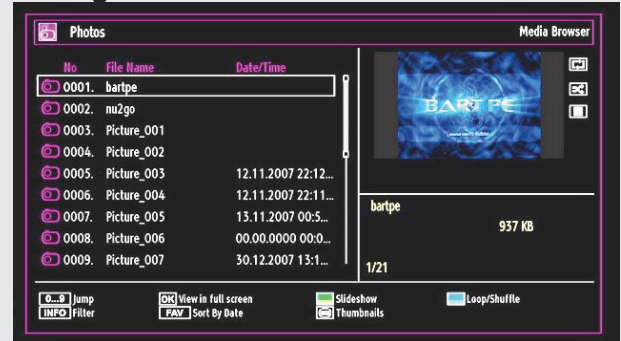 Photos
Media Browser
No File Name Date/Time
0001. bartpe
0002. nu2go
0003. Picture_001
0004. Picture_002
0005. Picture_003 12.11.2007 22:12...
0006. Picture_004 12.11.2007 22:11...
0007. Picture_005 13.11.2007 00:5...
0008. Picture_006 00.00.0000 00:0...
0009. Picture_007 30.12.2007 13:1...
BART PE
bartpe
937 KB
1/21
0...9 Jump
OK View in full screen
Slideshow
Loop/Shuffle
INFO Filter
FAV Sort By Date
Thumbnails